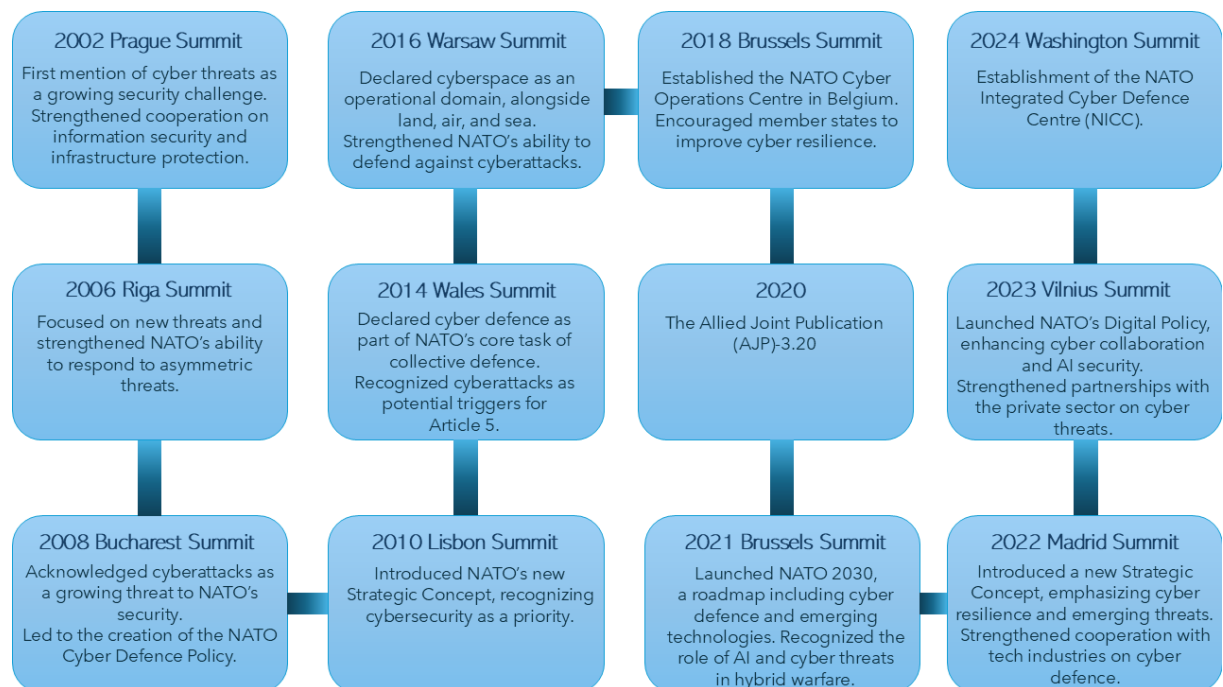 2002 Prague Summit
First mention of cyber threats as
a growing security challenge.
Strengthened cooperation on
information security and
infrastructure protection.
2006 Riga Summit
Focused on new threats and
strengthened NATO's ability
to respond to asymmetric
threats.
2008 Bucharest Summit
Acknowledged cyberattacks as
a growing threat to NATO's
security.
Led to the creation of the NATO
Cyber Defence Policy.
2010 Lisbon Summit
Introduced NATO's new
Strategic Concept, recognizing
cybersecurity as a priority.
2014 Wales Summit
Declared cyber defence as
part of NATO's core task of
collective defence.
Recognized cyberattacks as
potential triggers for
Article 5.
2016 Warsaw Summit
Declared cyberspace as an
operational domain, alongside
land, air, and sea.
Strengthened NATO's ability to
defend against cyberattacks.
2018 Brussels Summit
Established the NATO Cyber
Operations Centre in Belgium.
Encouraged member states to
improve cyber resilience.
2020
The Allied Joint Publication
(AJP)-3.20
2021 Brussels Summit
Launched NATO 2030,
a roadmap including cyber
defence and emerging
technologies. Recognized the
role of AI and cyber threats
in hybrid warfare.
2022 Madrid Summit
Introduced a new Strategic
Concept, emphasizing cyber
resilience and emerging threats.
Strengthened cooperation with
tech industries on cyber
defence.
2023 Vilnius Summit
Launched NATO's Digital Policy,
enhancing cyber collaboration
and AI security.
Strengthened partnerships with
the private sector on cyber
threats.
2024 Washington Summit
Establishment of the NATO
Integrated Cyber Defence
Centre (NICC).